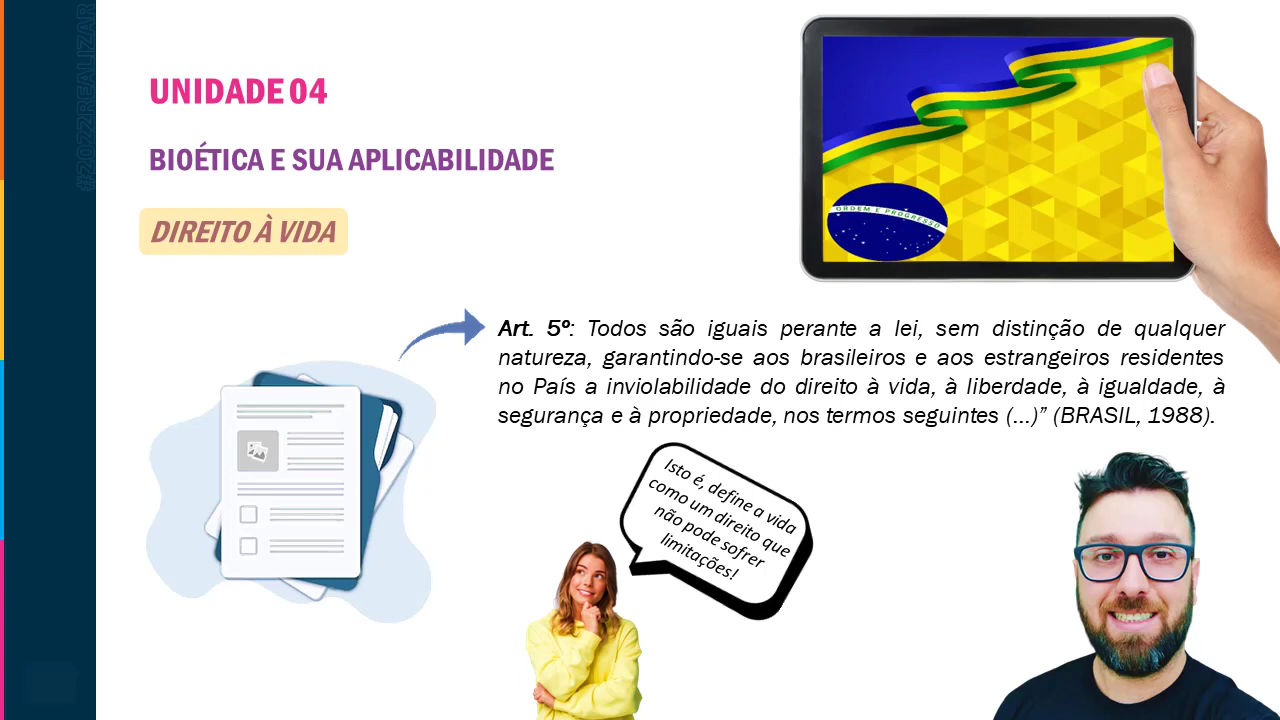 #2022REALIZAR
UNIDADE 04
BIOÉTICA E SUA APLICABILIDADE
DIREITO À VIDA
ORDEM E PROGRESSO
Art. 5º: Todos são iguais perante a lei, sem distinção de qualquer
natureza, garantindo-se aos brasileiros e aos estrangeiros residentes
no País a inviolabilidade do direito à vida, à liberdade, à igualdade, à
segurança e à propriedade, nos termos seguintes (...)” (BRASIL, 1988).
Isto é, define a vida
como um direito que
não pode sofrer
limitações!